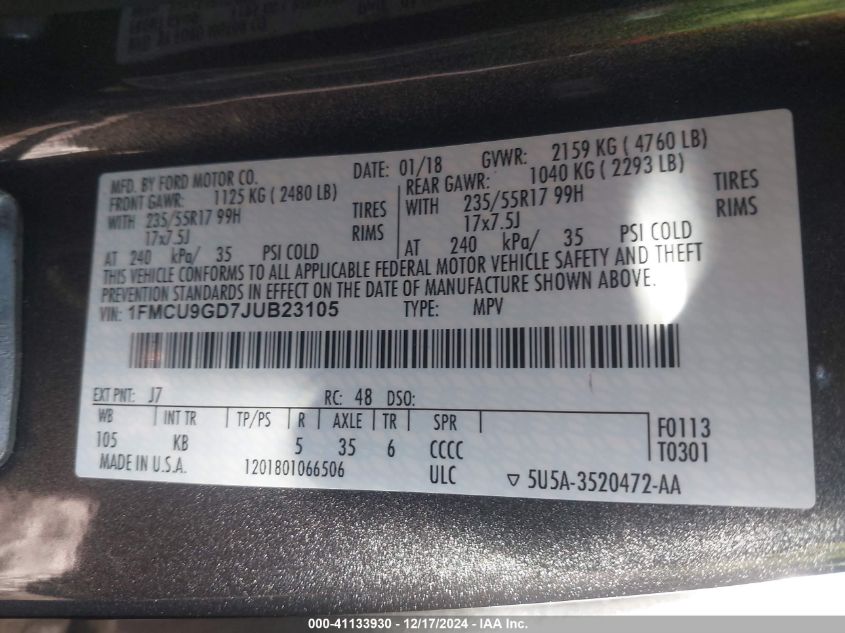 MFD. BY FORD MOTOR CO. DATE: 01/18 GVWR: 2159 KG ( 4760 LB)
FRONT GAWR: 1125 KG ( 2480 LB) REAR GAWR: 1040 KG ( 2293 LB)
WITH 235/55R17 99H TIRES WITH 235/55R17 99H TIRES
17x7.5J RIMS 17x7.5J RIMS
AT 240 kPa/ 35 PSI COLD AT 240 kPa/ 35 PSI COLD
THIS VEHICLE CONFORMS TO ALL APPLICABLE FEDERAL MOTOR VEHICLE SAFETY AND THEFT
PREVENTION STANDARDS IN EFFECT ON THE DATE OF MANUFACTURE SHOWN ABOVE.
VIN: 1FMCU9GD7JUB23105 TYPE: MPV
EXT PNT: J7 RC: 48 DSO:
WB INT TR TP/PS R AXLE TR SPR F0113
105 KB 5 35 6 CCCC T0301
MADE IN U.S.A. 1201801066506 ULC ▽ 5U5A-3520472-AA
000-41133930 - 12/17/2024 - IAA Inc.